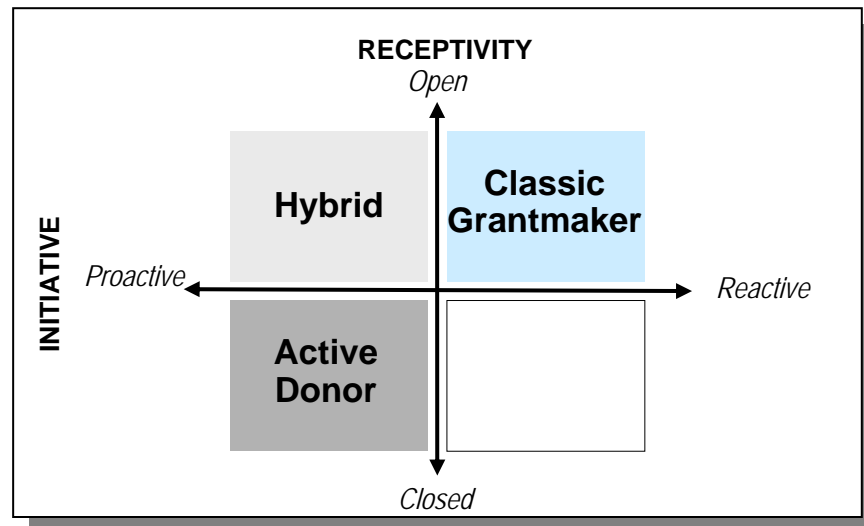 RECEPTIVITY
Open
Hybrid
Classic
Grantmaker
INITIATIVE
Proactive
Reactive
Active
Donor
Closed